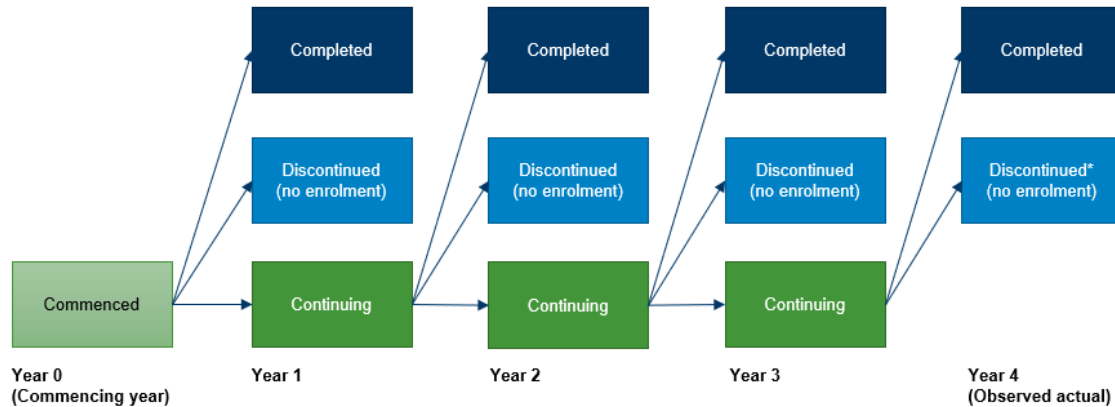 Completed
Completed
Completed
Completed
Discontinued
(no enrolment)
Discontinued
(no enrolment)
Discontinued
(no enrolment)
Discontinued*
(no enrolment)
Commenced
Continuing
Continuing
Continuing
Year 0
(Commencing year)
Year 1
Year 2
Year 3
Year 4
(Observed actual)